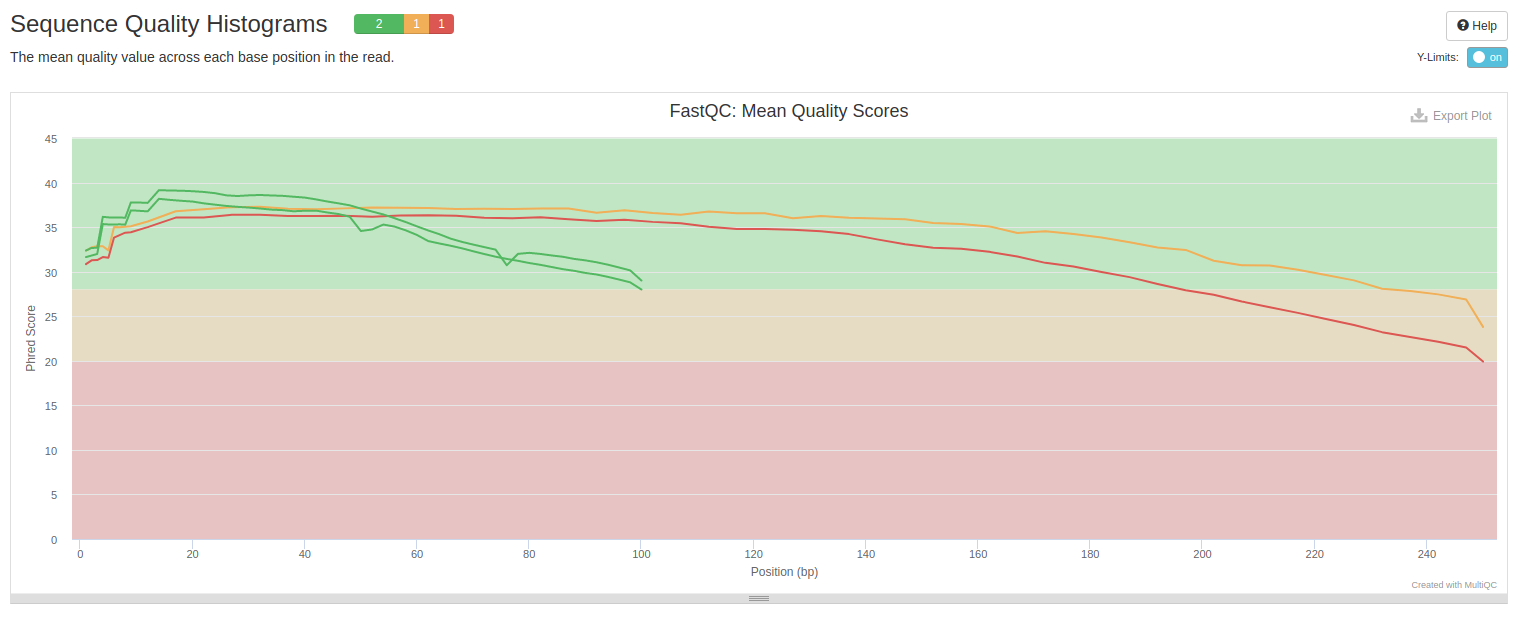 Sequence Quality Histograms 2 1 1
Help
The mean quality value across each base position in the read.
Y-Limits: on
FastQC: Mean Quality Scores
Export Plot
45
40
35
30
25
20
15
10
5
0
Phred Score
0 20 40 60 80 100 120 140 160 180 200 220 240
Position (bp)
Created with MultiQC